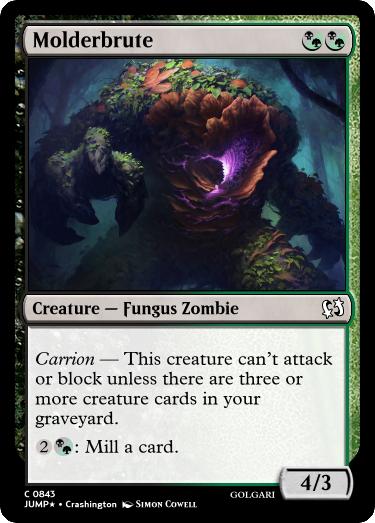 Molderbrute
Creature — Fungus Zombie
Carrion — This creature can't attack
or block unless there are three or
more creature cards in your
graveyard.
2 : Mill a card.
4/3
C 0843
JUMP★ • Crashington Simon Cowell
GOLGARI